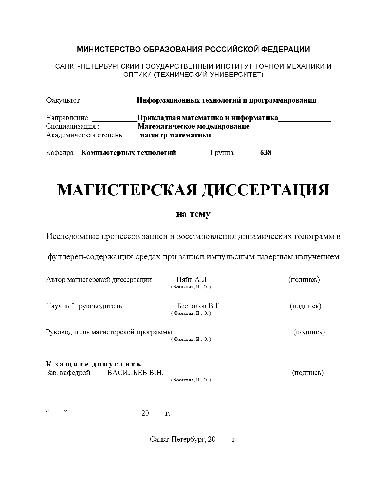 МИНИСТЕРСТВО ОБРАЗОВАНИЯ РОССИЙСКОЙ ФЕДЕРАЦИИ
САНКТ-ПЕТЕРБУРГСКИЙ ГОСУДАРСТВЕННЫЙ ИНСТИТУТ ТОЧНОЙ МЕХАНИКИ И
ОПТИКИ (ТЕХНИЧЕСКИЙ УНИВЕРСИТЕТ)
Факультет Информационных технологий и программирования
Направление Прикладная математика и информатика
Специализация : Математическое моделирование
Академическая степень магистр математики
Кафедра Компьютерных технологий Группа 638
МАГИСТЕРСКАЯ ДИССЕРТАЦИЯ
на тему
Исследование процессов записи и восстановления динамических голограмм в
фуллерен-содержащих средах при записи импульсным лазерным излучением
Автор магистерской диссертации (подпись)
(Фамилия, И., О.)
Научный руководитель (подпись)
(Фамилия, И., О.)
Руководитель магистерской программы (подпись)
(Фамилия, И., О.)
К защите допустить
Зав. кафедрой ВАСИЛЬЕВ В.Н. (подпись)
(Фамилия, И., О.)
“ ” 20 г.
Санкт-Петербург, 20 г.